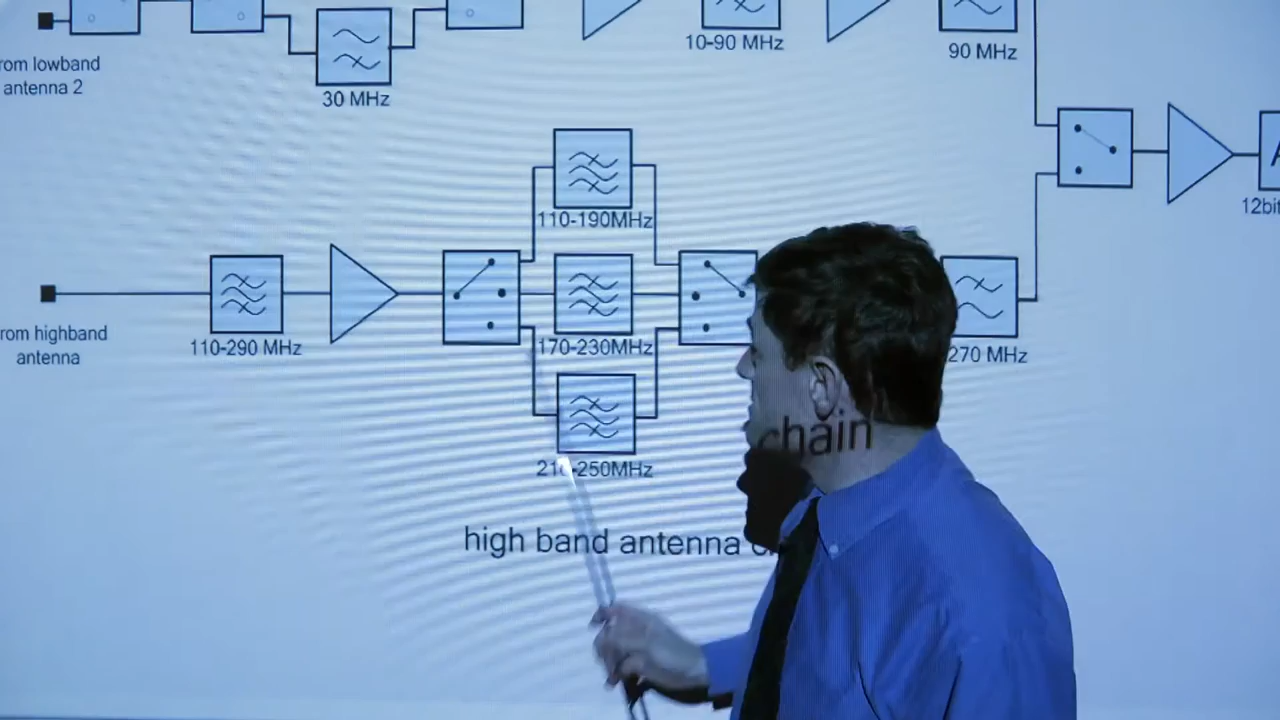 10-90 MHz
90 MHz
rom lowband
antenna 2
30 MHz
12bit
110-190MHz
rom highband
antenna
110-290 MHz
170-230MHz
270 MHz
chain
250MHz
high band antenna